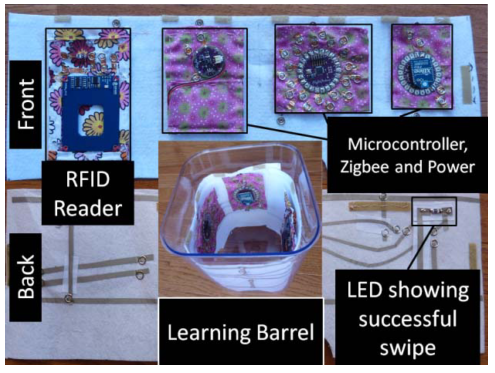 Front
RFID
Reader
Microcontroller,
Zigbee and Power
Back
Learning Barrel
LED showing
successful
swipe